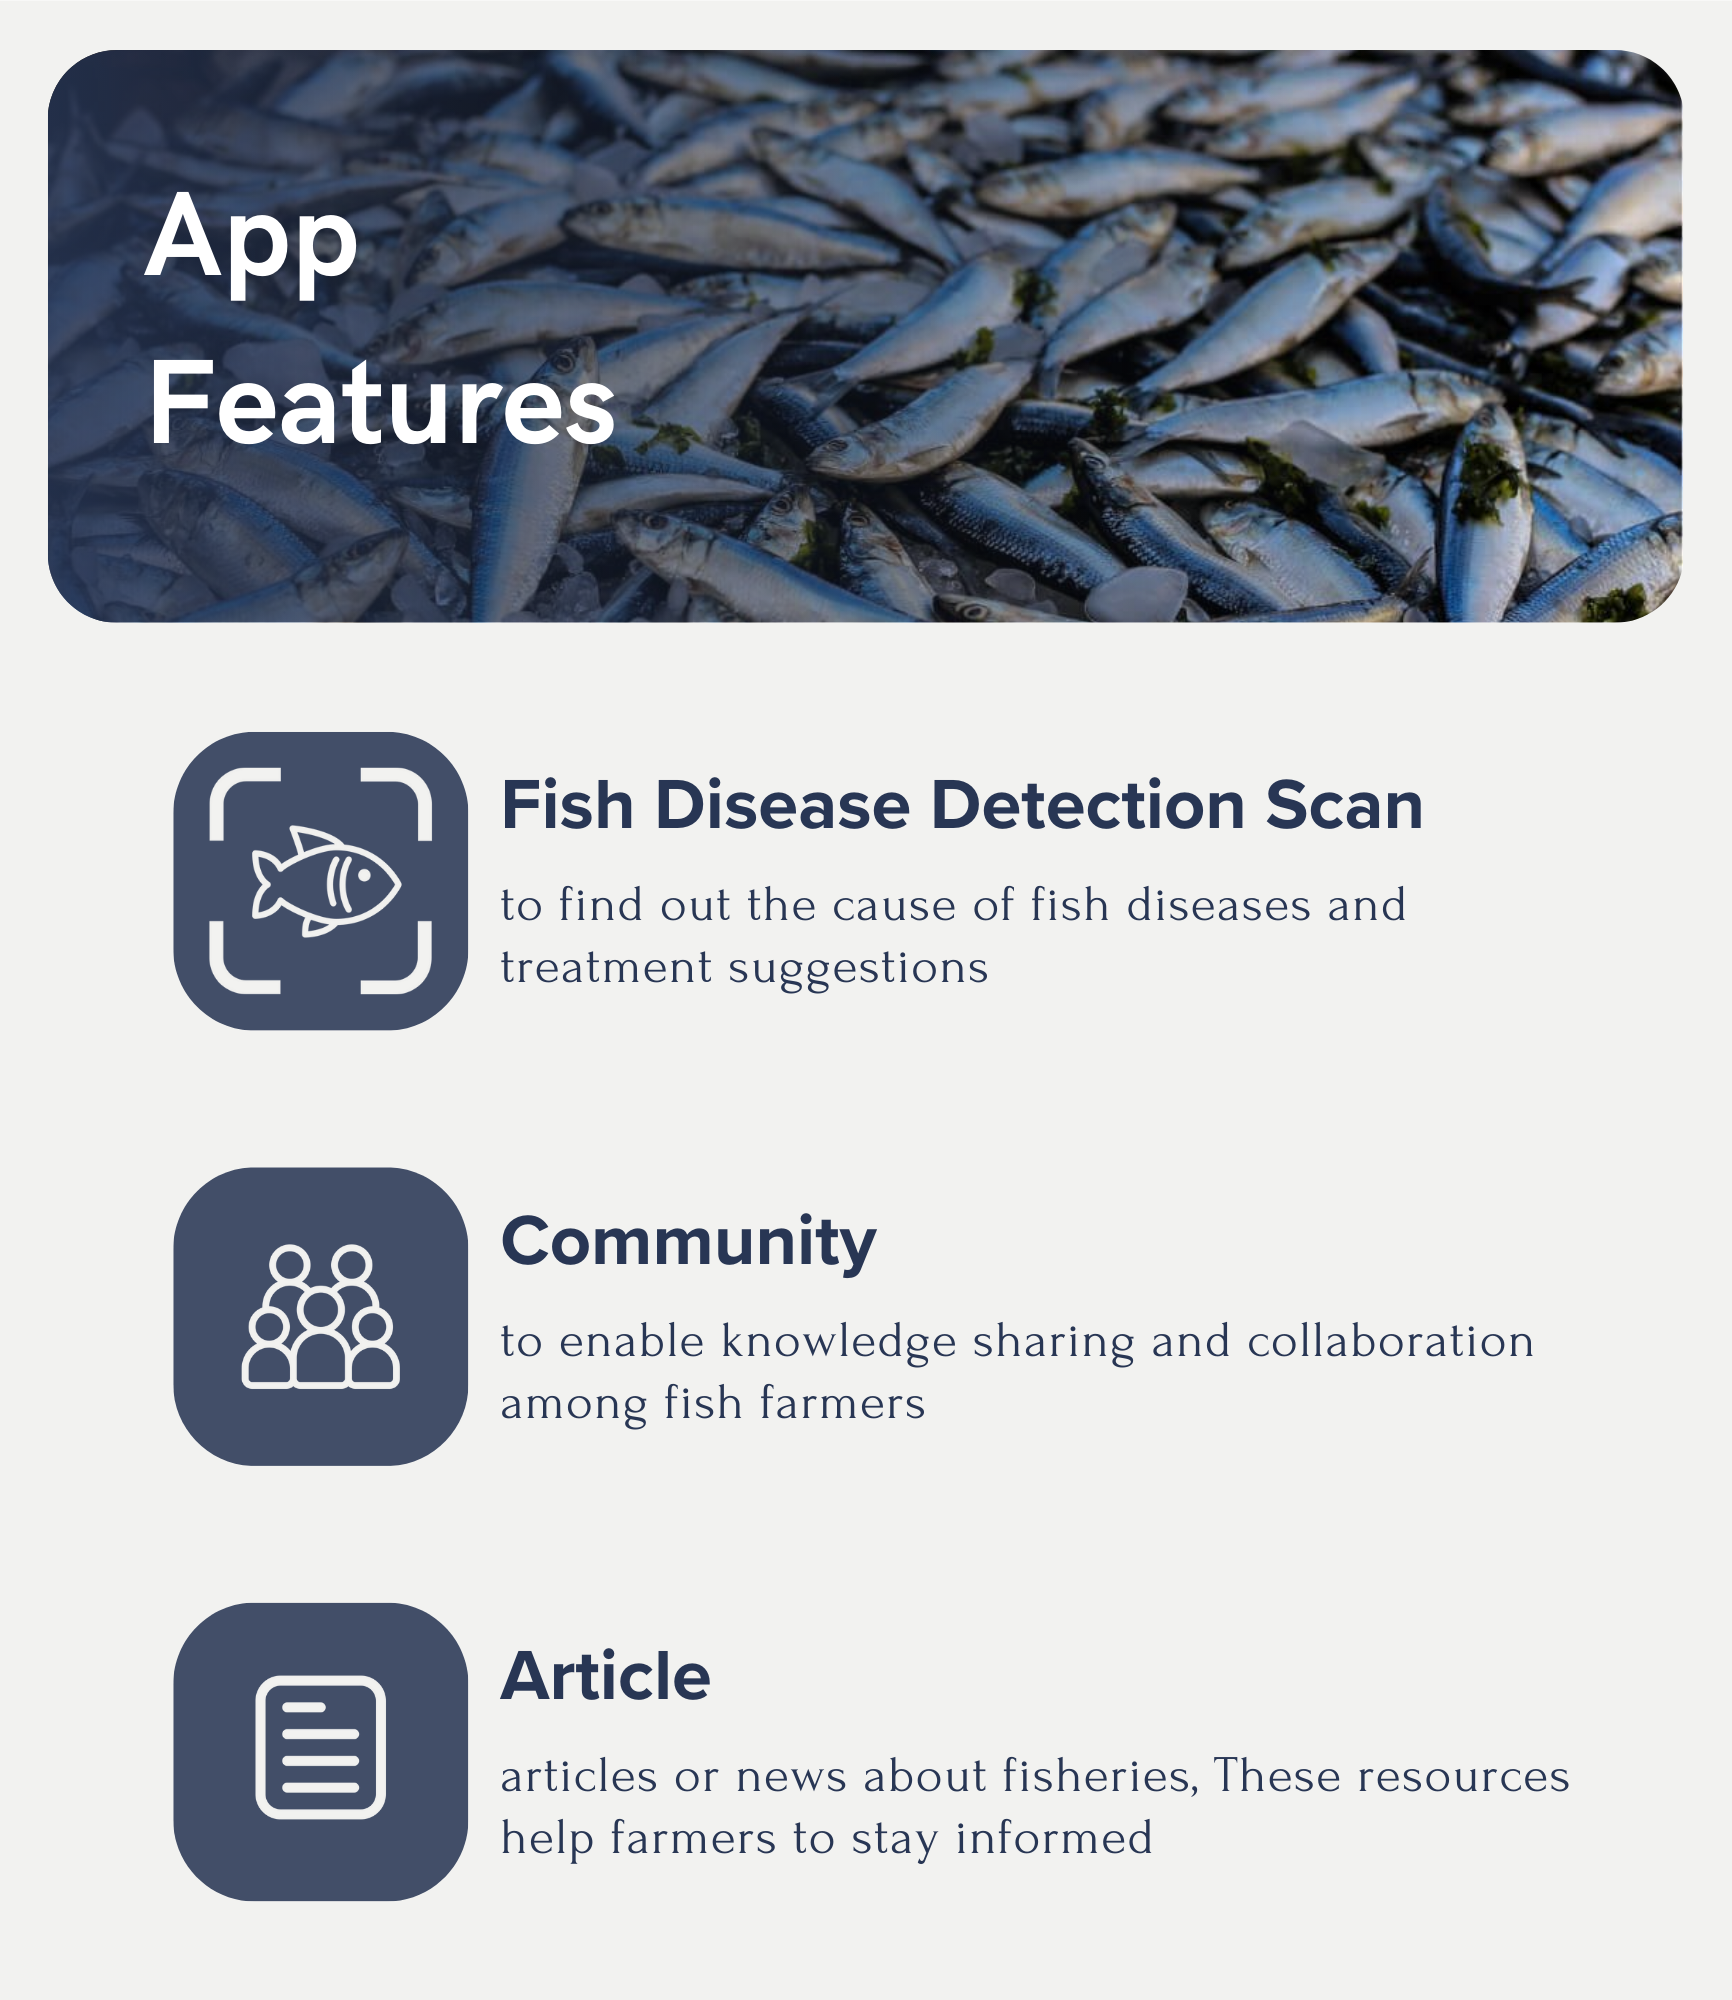 App
Features
Fish Disease Detection Scan
to find out the cause of fish diseases and
treatment suggestions
Community
to enable knowledge sharing and collaboration
among fish farmers
Article
articles or news about fisheries, These resources
help farmers to stay informed